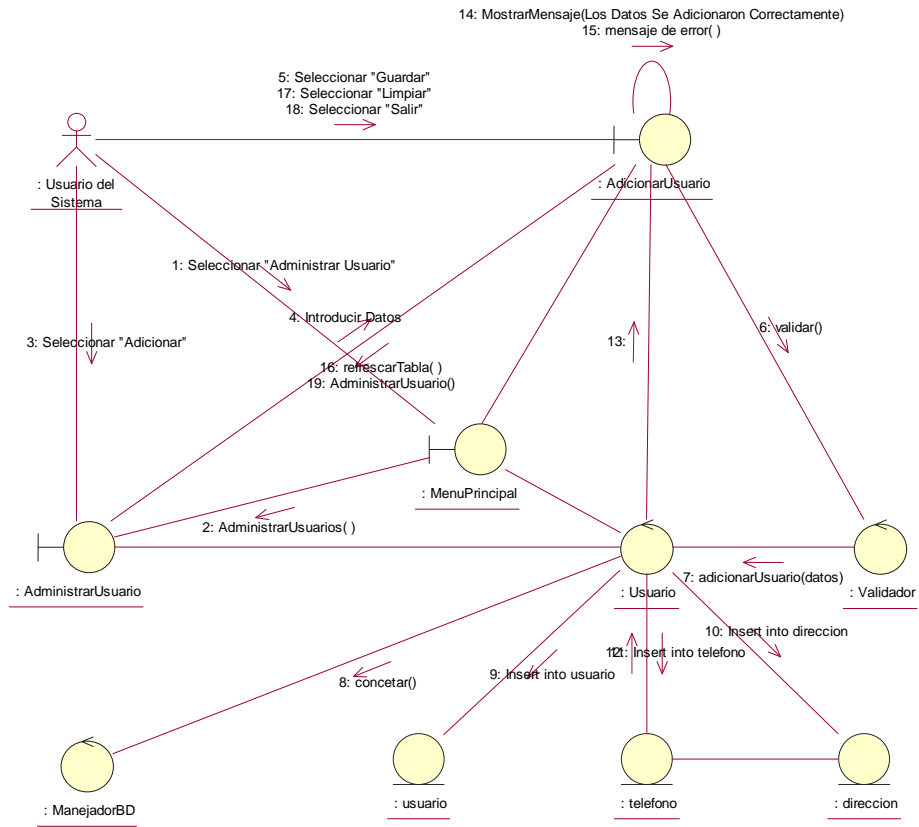 14: MostrarMensaje(Los Datos Se Adicionaron Correctamente)
15: mensaje de error( )
5: Seleccionar "Guardar"
17: Seleccionar "Limpiar"
18: Seleccionar "Salir"
: Usuario del
Sistema
: AdicionarUsuario
1: Seleccionar "Administrar Usuario"
4: Introducir Datos
6: validar()
3: Seleccionar "Adicionar"
13:
16: refrescarTabla( )
19: AdministrarUsuario()
: MenuPrincipal
2: AdministrarUsuarios( )
7: adicionarUsuario(datos)
: AdministrarUsuario
: Usuario
: Validador
10: Insert into direccion
11: Insert into telefono
12:
9: Insert into usuario
8: concetar()
: ManejadorBD
: usuario
: telefono
: direccion